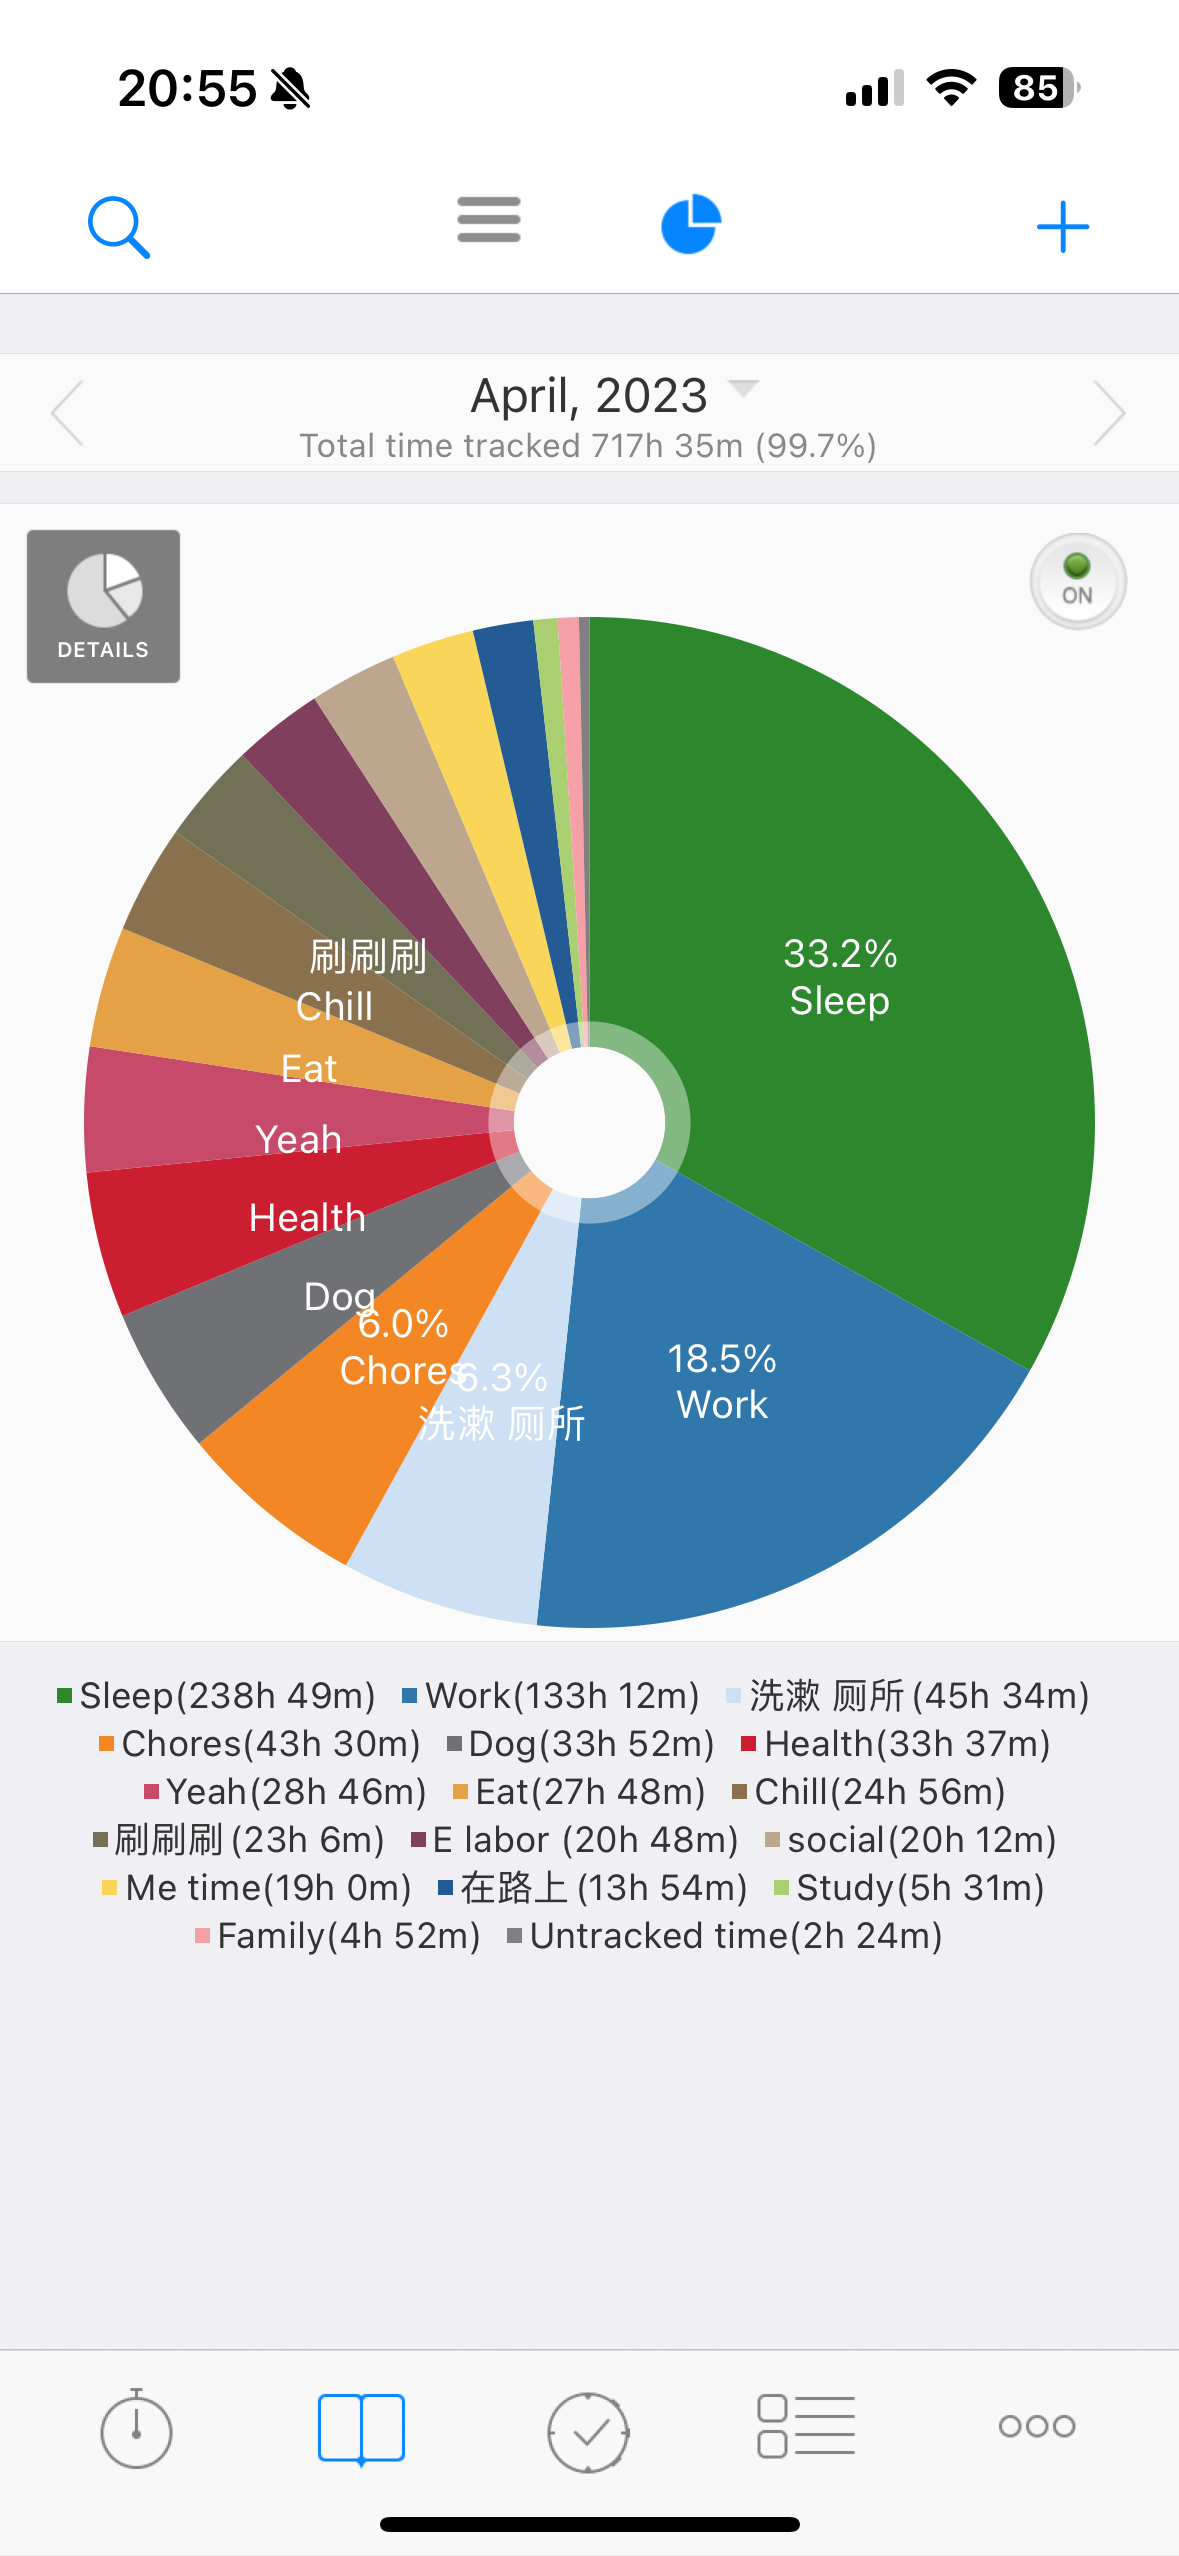 20:55
85
April, 2023
Total time tracked 717h 35m (99.7%)
DETAILS
ON
33.2%
Sleep
刷刷刷
Chill
Eat
Yeah
Health
Dog
6.0%
Chores
6.3%
洗漱 厕所
18.5%
Work
Sleep(238h 49m) Work(133h 12m) 洗漱 厕所(45h 34m)
Chores(43h 30m) Dog(33h 52m) Health(33h 37m)
Yeah(28h 46m) Eat(27h 48m) Chill(24h 56m)
刷刷刷(23h 6m) E labor (20h 48m) social(20h 12m)
Me time(19h 0m) 在路上(13h 54m) Study(5h 31m)
Family(4h 52m) Untracked time(2h 24m)